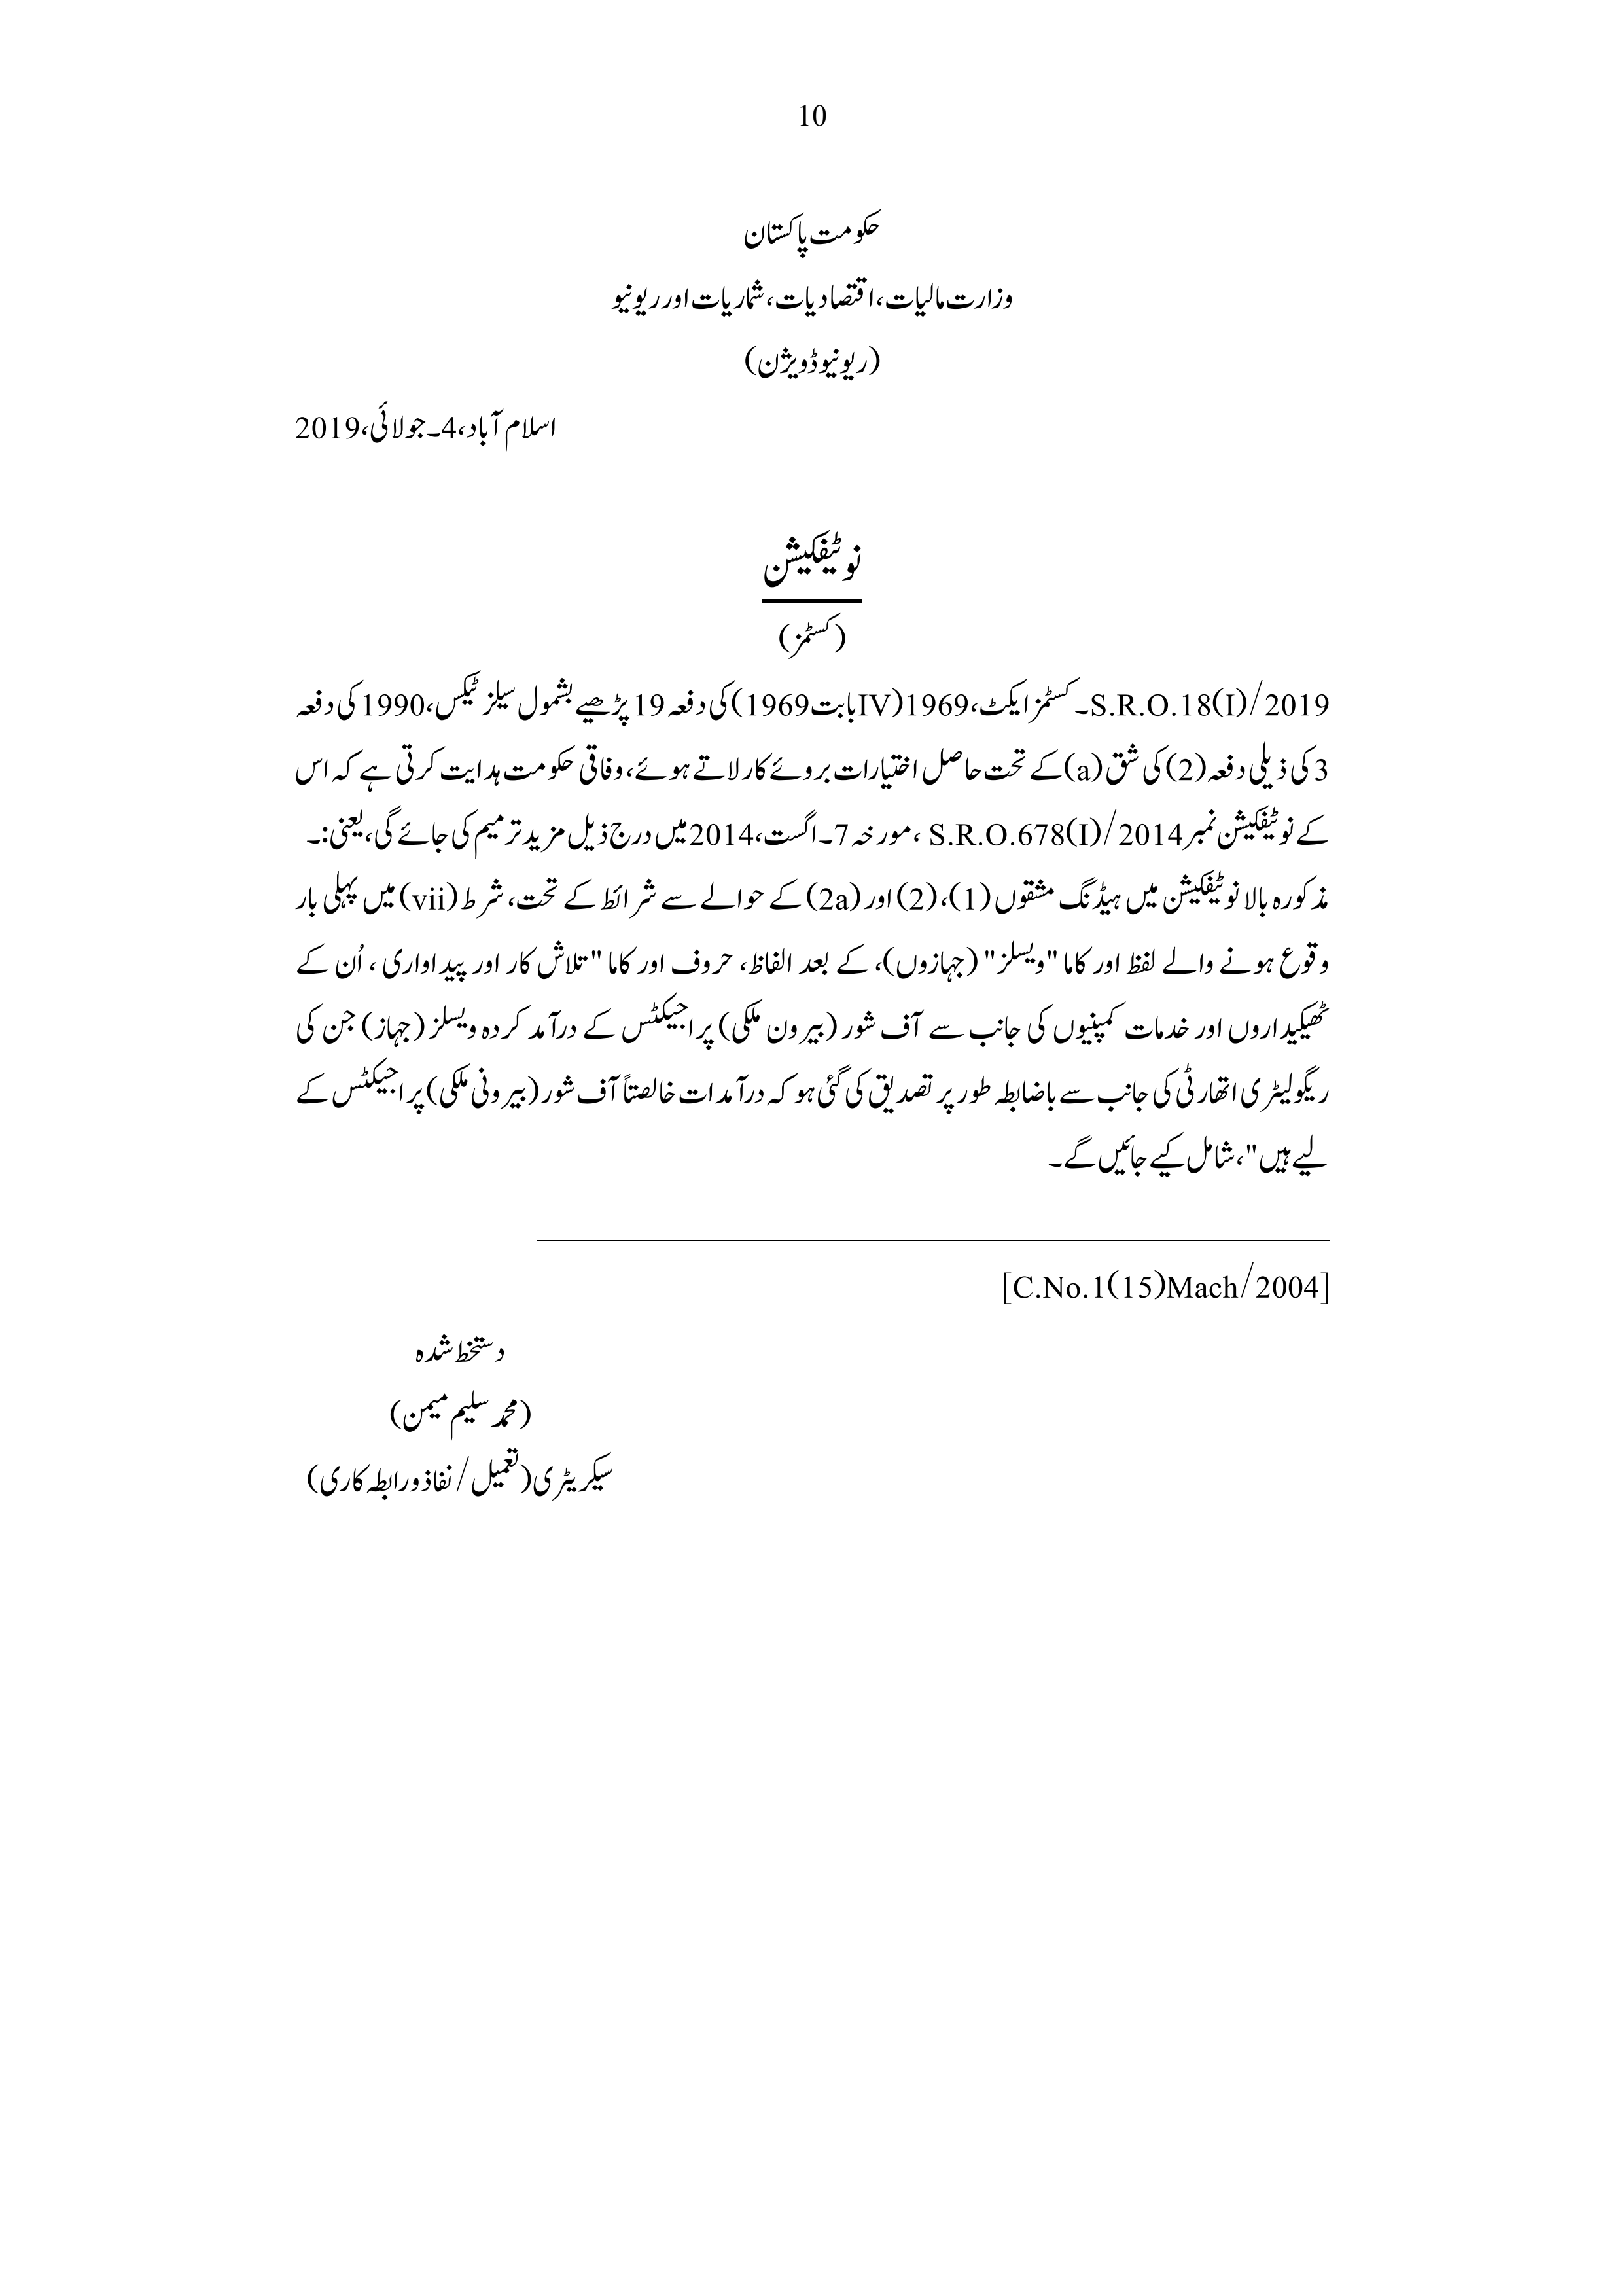 10
حکومت پاکستان
وزارت مالیات، اقتصادیات، شماریات اور ریونیو
(ریونیو ڈویژن)
اسلام آباد، 4۔جولائی، 2019
نوٹیفکیشن
(کسٹمز)
S.R.O.18(I)/2019۔ کسٹمز ایکٹ، 1969(IV بابت 1969) کی دفعہ 19 پڑھیے بشمول سیلز ٹیکس، 1990 کی دفعہ
3 کی ذیلی دفعہ (2) کی شق (a) کے تحت حاصل اختیارات بروئے کار لاتے ہوئے، وفاقی حکومت ہدایت کرتی ہے کہ اس
کے نوٹیفکیشن نمبر S.R.O.678(I)/2014 ، مورخہ 7۔اگست، 2014 میں درج ذیل مزید ترمیم کی جائے گی، یعنی:۔
مذکورہ بالا نوٹیفکیشن میں ہیڈنگ مشقوں (1)، (2) اور (2a) کے حوالے سے شرائط کے تحت، شرط (vii) میں پہلی بار
وقوع ہونے والے لفظ اور کاما "ویسلز" (جہازوں)، کے بعد الفاظ، حروف اور کاما "تلاش کار اور پیداواری ، اُن کے
ٹھیکیداروں اور خدمات کمپنیوں کی جانب سے آف شور (بیرون ملکی) پراجیکٹس کے درآمد کردہ ویسلز (جہاز) جن کی
ریگولیٹری اتھارٹی کی جانب سے باضابطہ طور پر تصدیق کی گئی ہو کہ درآمدات خالصتاً آف شور (بیرونی ملکی) پراجیکٹس کے
لیے ہیں"، شامل کیے جائیں گے۔
[C.No.1(15)Mach/2004]
دستخط شدہ
(محمد سلیم میمن)
سیکریٹری (تعمیل / نفاذ ورابطہ کاری)